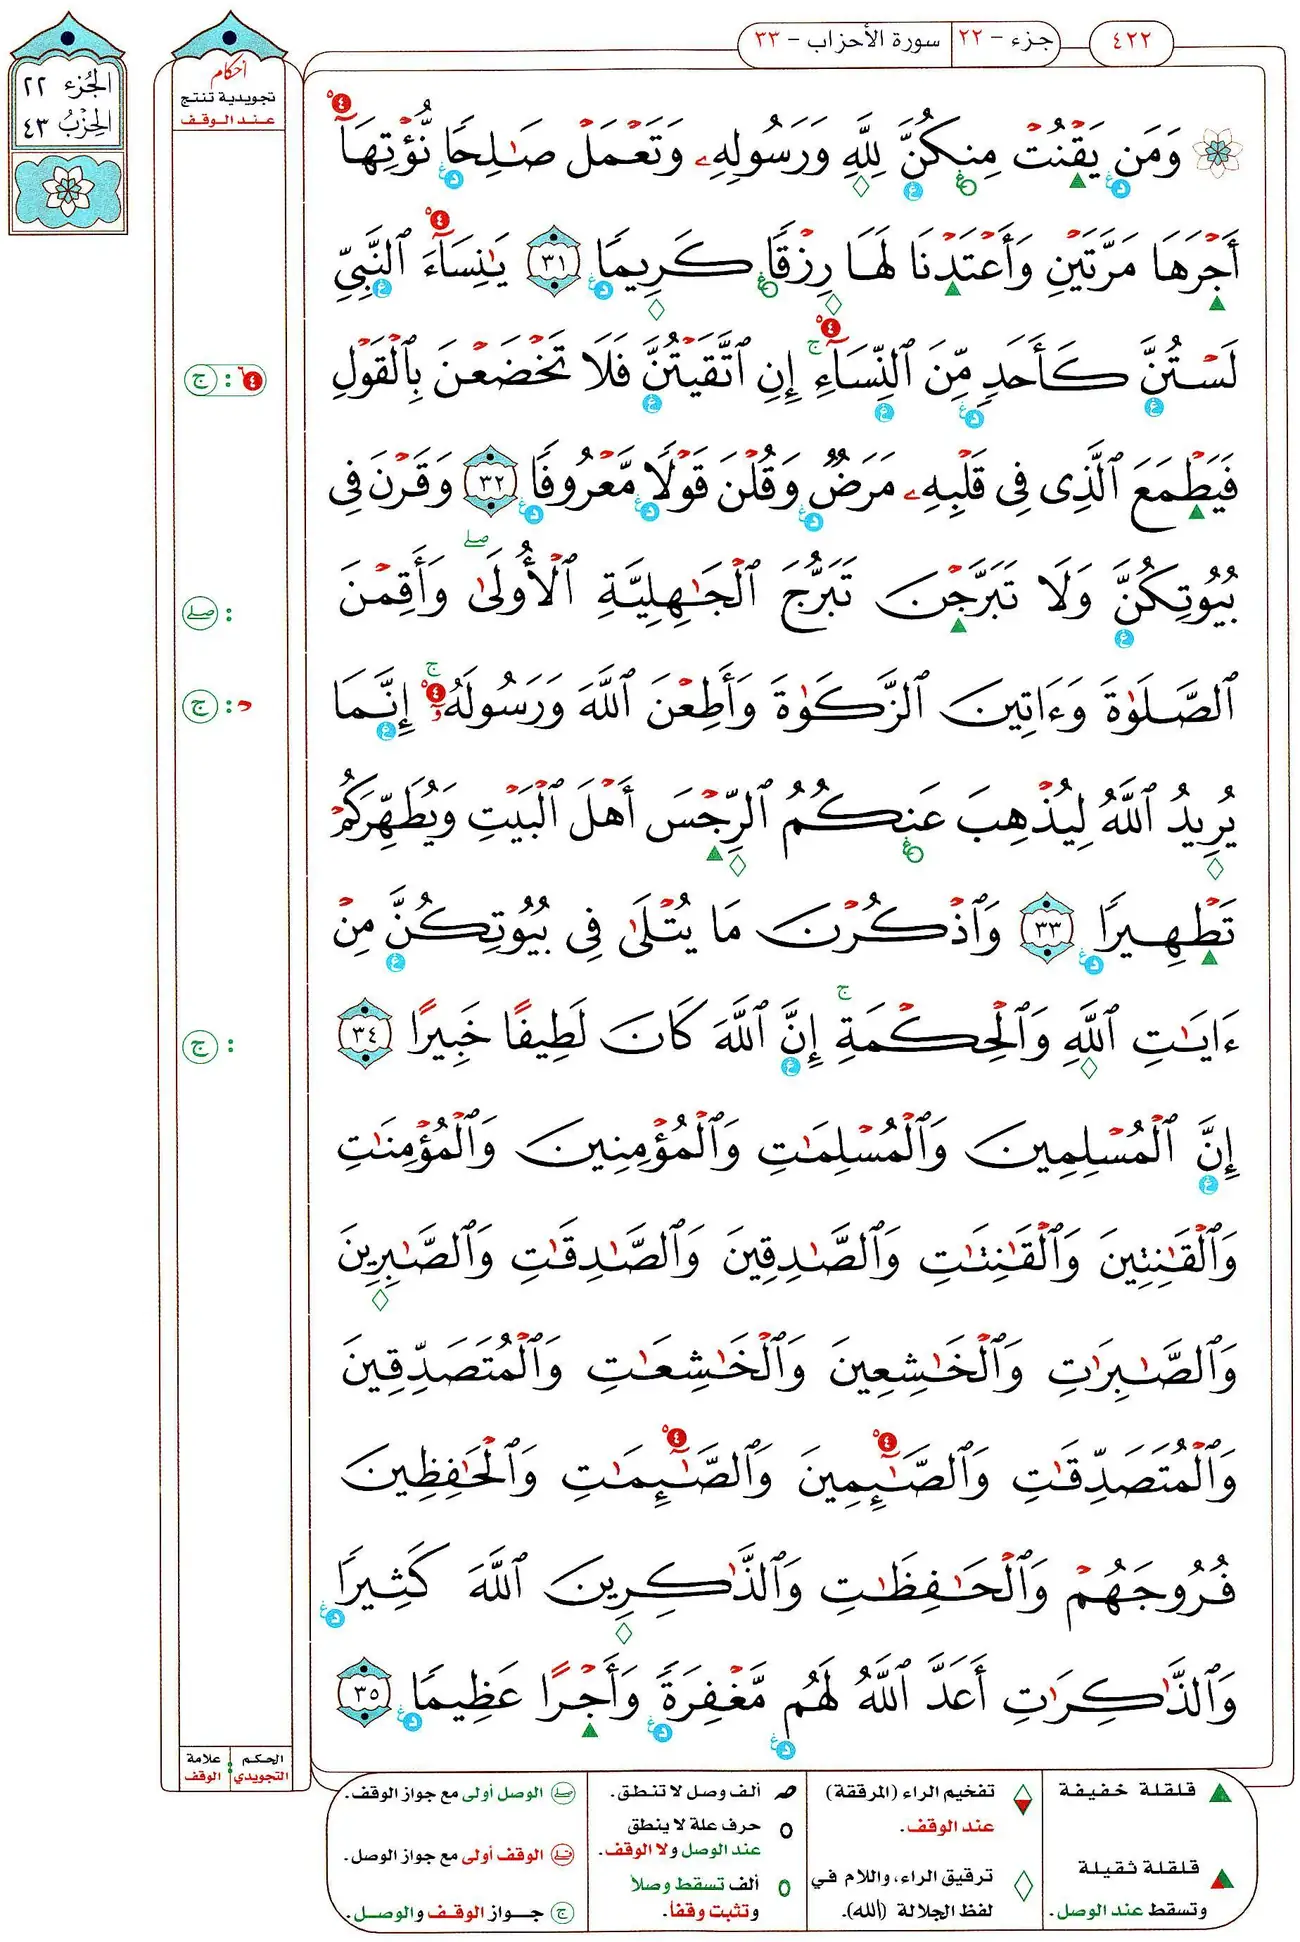 ٤٢٢
جزء - ٢٢
سورة الأحزاب - ٣٣
الجُزء ٢٢
الحِزْبُ ٤٣
أحكام
تجويدية تنتج
عند الوقف
وَمَن يَقْنُتْ مِنكُنَّ لِلَّهِ وَرَسُولِهِۦ وَتَعْمَلْ صَـٰلِحًا نُّؤْتِهَآ
أَجْرَهَا مَرَّتَيْنِ وَأَعْتَدْنَا لَهَا رِزْقًا كَرِيمًا ٣١ يَـٰنِسَآءَ ٱلنَّبِيِّ
لَسْتُنَّ كَأَحَدٍ مِّنَ ٱلنِّسَآءِ ۚ إِنِ ٱتَّقَيْتُنَّ فَلَا تَخْضَعْنَ بِٱلْقَوْلِ
٤ : ج
فَيَطْمَعَ ٱلَّذِى فِى قَلْبِهِۦ مَرَضٌ وَقُلْنَ قَوْلًا مَّعْرُوفًا ٣٢ وَقَرْنَ فِى
بُيُوتِكُنَّ وَلَا تَبَرَّجْنَ تَبَرُّجَ ٱلْجَـٰهِلِيَّةِ ٱلْأُولَىٰ ۖ وَأَقِمْنَ
: صلى
ٱلصَّلَوٰةَ وَءَاتِينَ ٱلزَّكَوٰةَ وَأَطِعْنَ ٱللَّهَ وَرَسُولَهُۥٓ ۚ إِنَّمَا
: ج
يُرِيدُ ٱللَّهُ لِيُذْهِبَ عَنكُمُ ٱلرِّجْسَ أَهْلَ ٱلْبَيْتِ وَيُطَهِّرَكُمْ
تَطْهِيرًا ٣٣ وَٱذْكُرْنَ مَا يُتْلَىٰ فِى بُيُوتِكُنَّ مِنْ
ءَايَـٰتِ ٱللَّهِ وَٱلْحِكْمَةِ ۚ إِنَّ ٱللَّهَ كَانَ لَطِيفًا خَبِيرًا ٣٤
: ج
إِنَّ ٱلْمُسْلِمِينَ وَٱلْمُسْلِمَـٰتِ وَٱلْمُؤْمِنِينَ وَٱلْمُؤْمِنَـٰتِ
وَٱلْقَـٰنِتِينَ وَٱلْقَـٰنِتَـٰتِ وَٱلصَّـٰدِقِينَ وَٱلصَّـٰدِقَـٰتِ وَٱلصَّـٰبِرِينَ
وَٱلصَّـٰبِرَٰتِ وَٱلْخَـٰشِعِينَ وَٱلْخَـٰشِعَـٰتِ وَٱلْمُتَصَدِّقِينَ
وَٱلْمُتَصَدِّقَـٰتِ وَٱلصَّـٰٓئِمِينَ وَٱلصَّـٰٓئِمَـٰتِ وَٱلْحَـٰفِظِينَ
فُرُوجَهُمْ وَٱلْحَـٰفِظَـٰتِ وَٱلذَّٰكِرِينَ ٱللَّهَ كَثِيرًا
وَٱلذَّٰكِرَٰتِ أَعَدَّ ٱللَّهُ لَهُم مَّغْفِرَةً وَأَجْرًا عَظِيمًا ٣٥
الحكم التجويدي : علامة الوقف
قلقلة خفيفة
قلقلة ثقيلة
وتسقط عند الوصل.
تفخيم الراء (المرققة)
عند الوقف.
ترقيق الراء، واللام في
لفظ الجلالة (الله).
ألف وصل لا تنطق.
حرف علة لا ينطق
عند الوصل ولا الوقف.
ألف تسقط وصلاً
وتثبت وقفاً.
صلى الوصل أولى مع جواز الوقف.
قلى الوقف أولى مع جواز الوصل.
ج جواز الوقف والوصل.